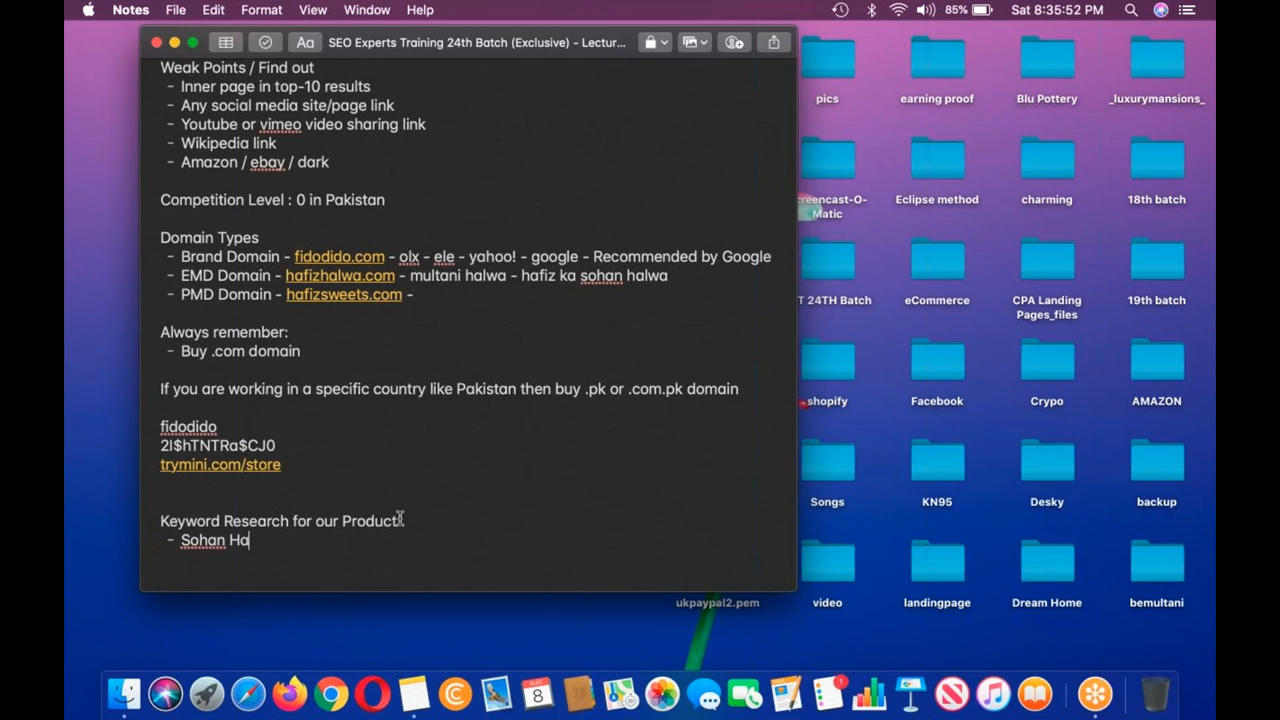 Notes File Edit Format View Window Help 85% Sat 8:35:52 PM
Aa SEO Experts Training 24th Batch (Exclusive) - Lectur...
Weak Points / Find out
- Inner page in top-10 results
- Any social media site/page link
- Youtube or vimeo video sharing link
- Wikipedia link
- Amazon / ebay / dark
Competition Level : 0 in Pakistan
Domain Types
- Brand Domain - fidodido.com - olx - ele - yahoo! - google - Recommended by Google
- EMD Domain - hafizhalwa.com - multani halwa - hafiz ka sohan halwa
- PMD Domain - hafizsweets.com -
Always remember:
- Buy .com domain
If you are working in a specific country like Pakistan then buy .pk or .com.pk domain
fidodido
2I$hTNTRa$CJ0
trymini.com/store
Keyword Research for our Product
- Sohan Ha
pics earning proof Blu Pottery _luxurymansions_
reencast-O-Matic Eclipse method charming 18th batch
T 24TH Batch eCommerce CPA Landing Pages_files 19th batch
shopify Facebook Crypo AMAZON
Songs KN95 Desky backup
ukpaypal2.pem video landingpage Dream Home bemultani
AUG
8
1